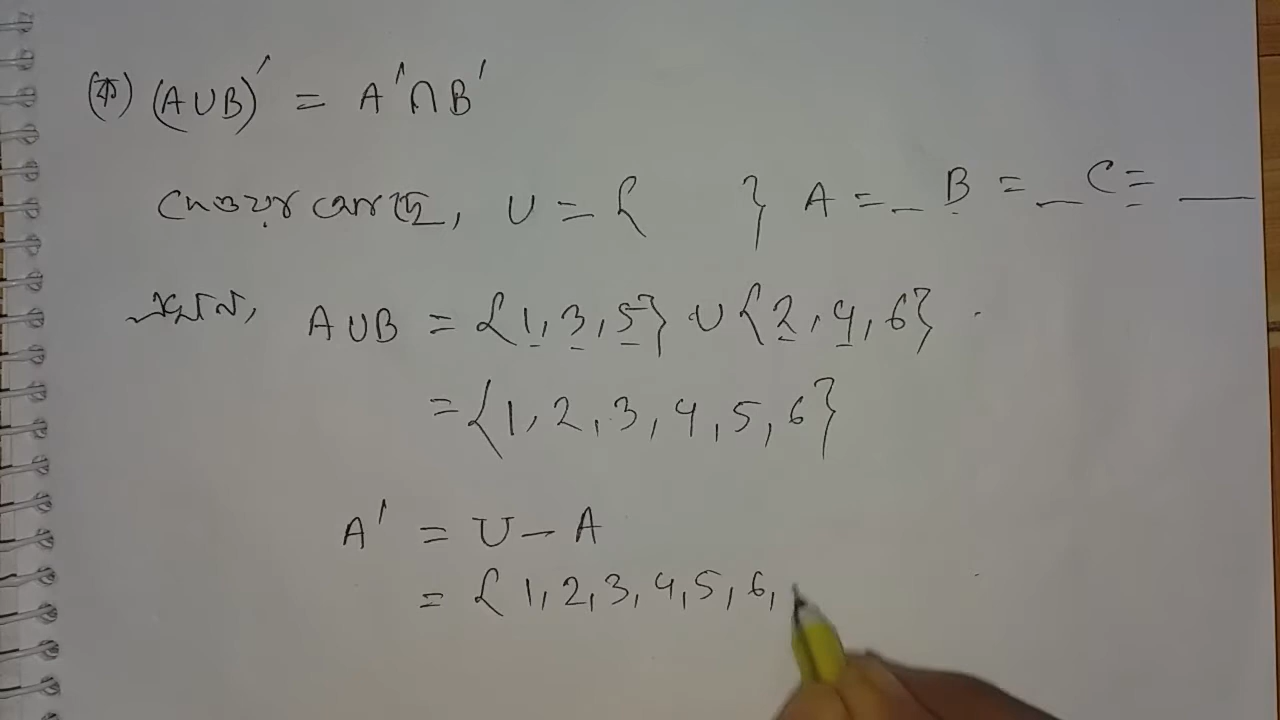 (ক) (A∪B)′ = A′∩B′
দেওয়া আছে, U = { } A = _ B = _ C = _
এখন, A∪B = {1, 3, 5} ∪ {2, 4, 6}
= {1, 2, 3, 4, 5, 6}
A′ = U − A
= { 1, 2, 3, 4, 5, 6,